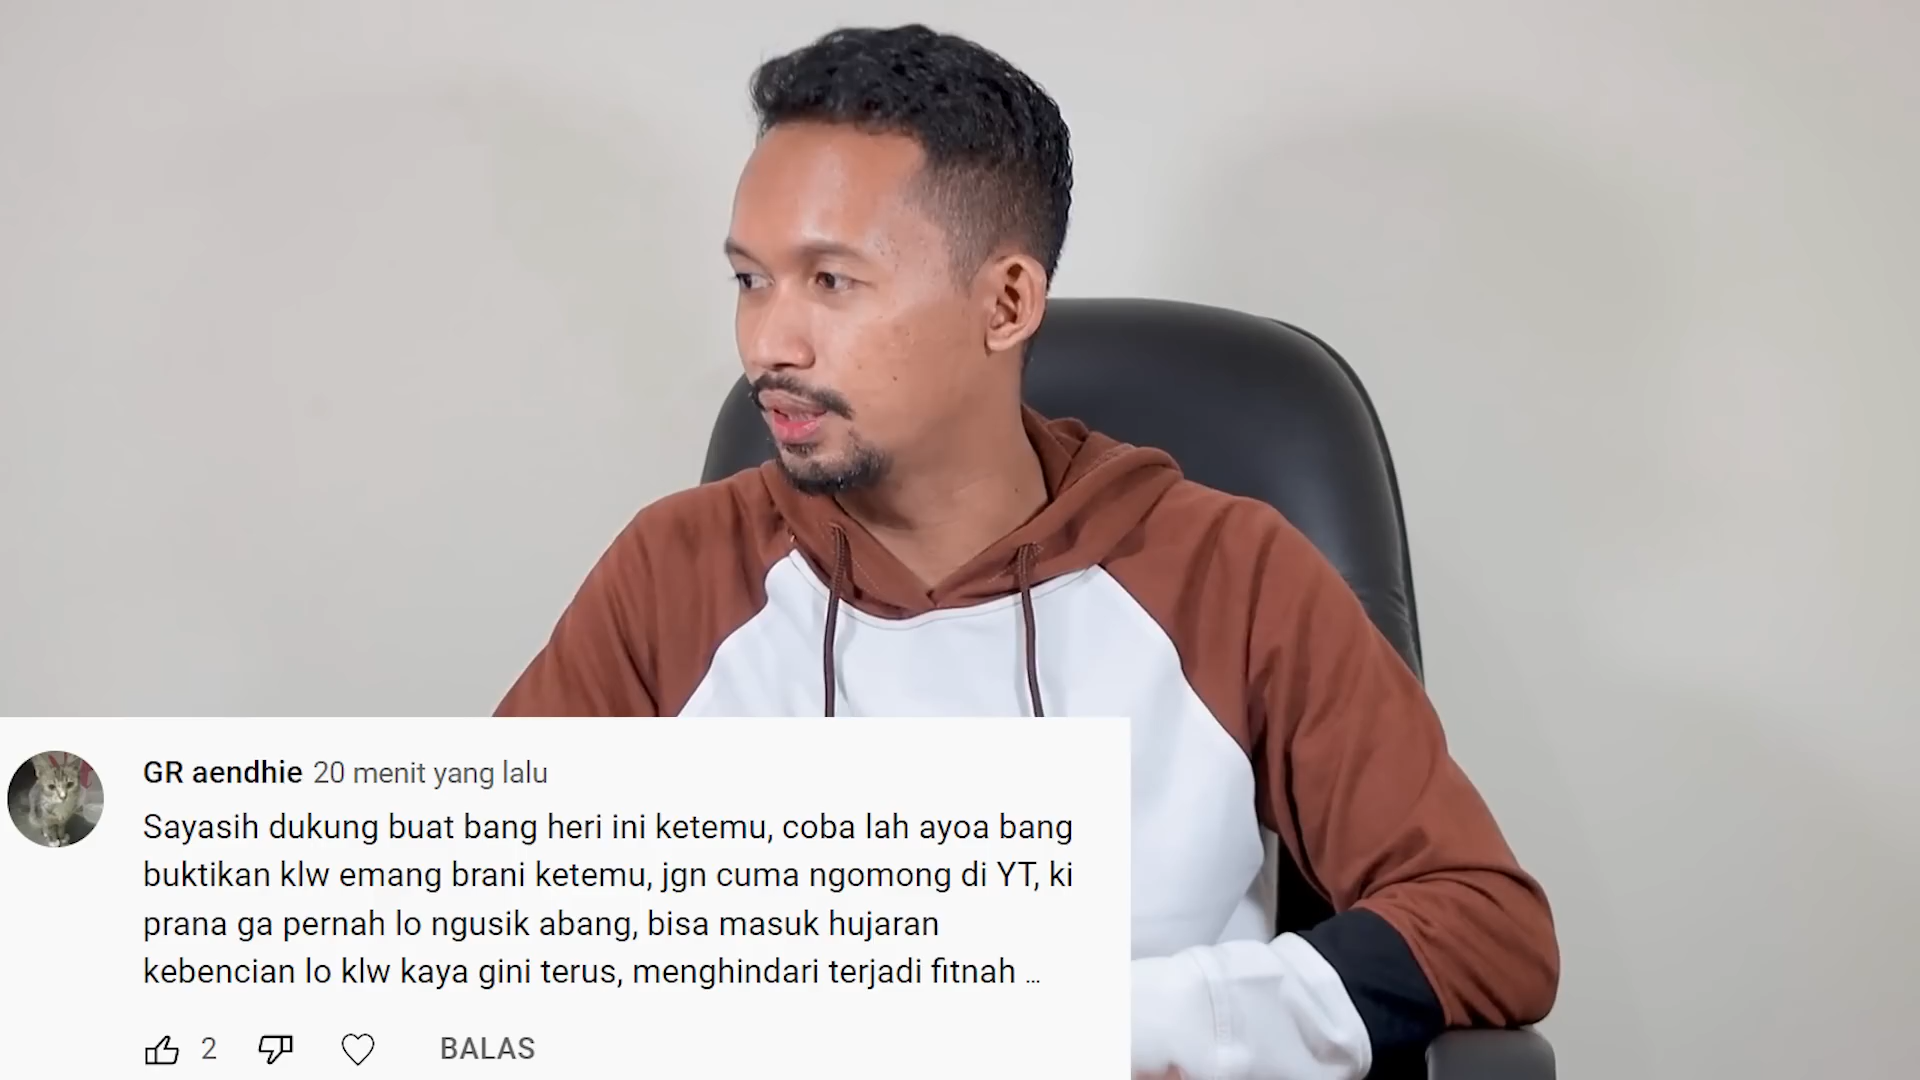 GR aendhie 20 menit yang lalu
Sayasih dukung buat bang heri ini ketemu, coba lah ayoa bang
buktikan klw emang brani ketemu, jgn cuma ngomong di YT, ki
prana ga pernah lo ngusik abang, bisa masuk hujaran
kebencian lo klw kaya gini terus, menghindari terjadi fitnah ...
2 BALAS